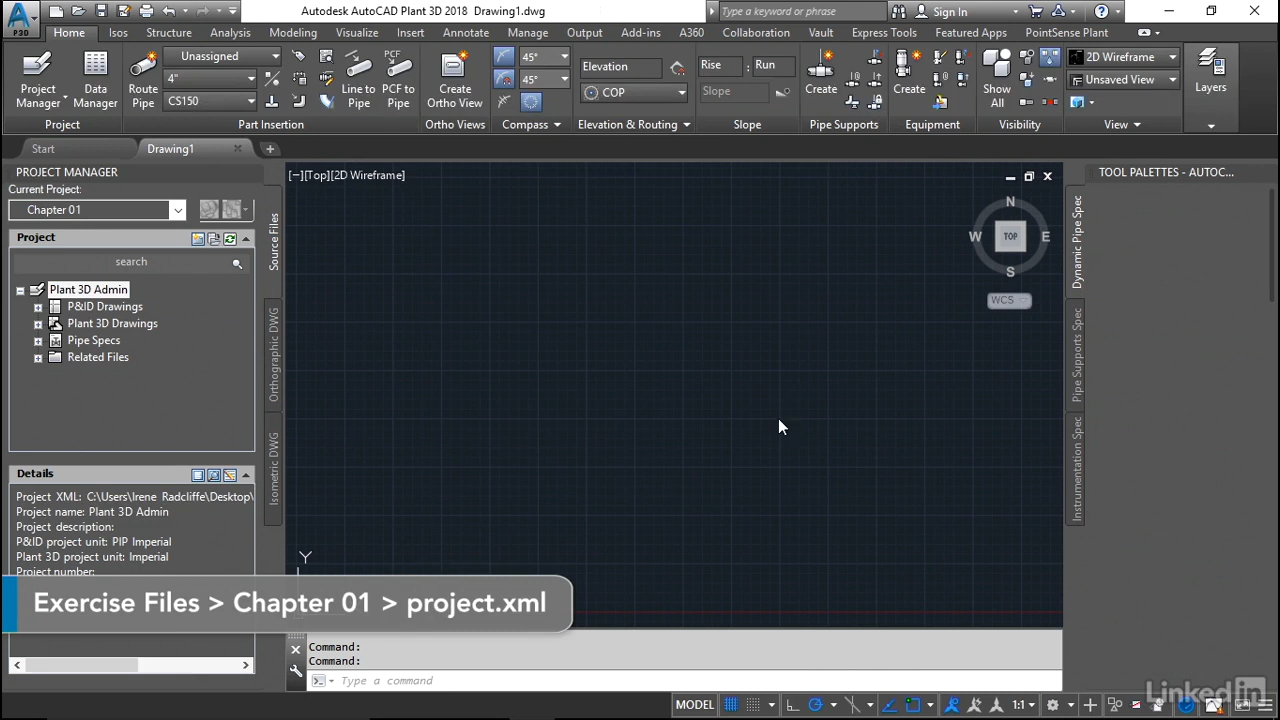 P3D
Autodesk AutoCAD Plant 3D 2018 Drawing1.dwg
Type a keyword or phrase
Sign In
Home Isos Structure Analysis Modeling Visualize Insert Annotate Manage Output Add-ins A360 Collaboration Vault Express Tools Featured Apps PointSense Plant
Project Manager
Data Manager
Route Pipe
Unassigned
4"
CS150
Line to Pipe
PCF to Pipe
Create Ortho View
45°
45°
Elevation
COP
Rise : Run
Slope
Create
Create
Show All
2D Wireframe
Unsaved View
Layers
Project Part Insertion Ortho Views Compass Elevation & Routing Slope Pipe Supports Equipment Visibility View
Start Drawing1
PROJECT MANAGER
Current Project:
Chapter 01
Project
search
Plant 3D Admin
P&ID Drawings
Plant 3D Drawings
Pipe Specs
Related Files
Source Files
Orthographic DWG
Isometric DWG
Details
Project XML: C:\Users\Irene Radcliffe\Desktop\
Project name: Plant 3D Admin
Project description:
P&ID project unit: PIP Imperial
Plant 3D project unit: Imperial
Project number:
[−][Top][2D Wireframe]
N
W TOP E
S
WCS
Y
TOOL PALETTES - AUTOC...
Dynamic Pipe Spec
Pipe Supports Spec
Instrumentation Spec
Exercise Files > Chapter 01 > project.xml
Command:
Command:
Type a command
MODEL
1:1
LinkedIn